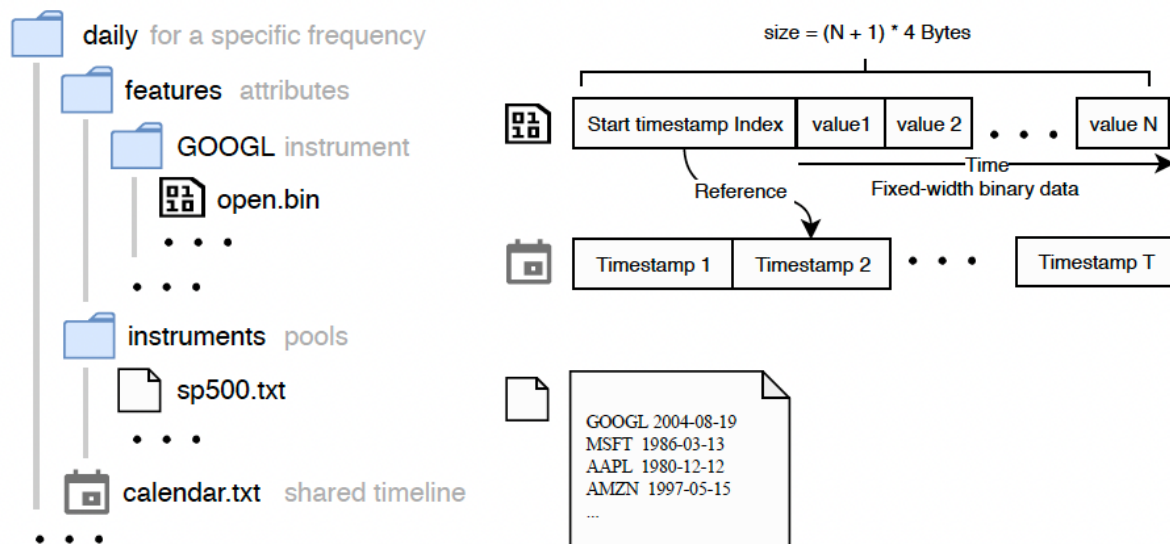 daily for a specific frequency
features attributes
GOOGL instrument
open.bin
instruments pools
sp500.txt
calendar.txt shared timeline
size = (N + 1) * 4 Bytes
0110
Start timestamp Index value1 value 2 value N
Time
Reference
Fixed-width binary data
Timestamp 1 Timestamp 2 Timestamp T
GOOGL 2004-08-19
MSFT 1986-03-13
AAPL 1980-12-12
AMZN 1997-05-15
...